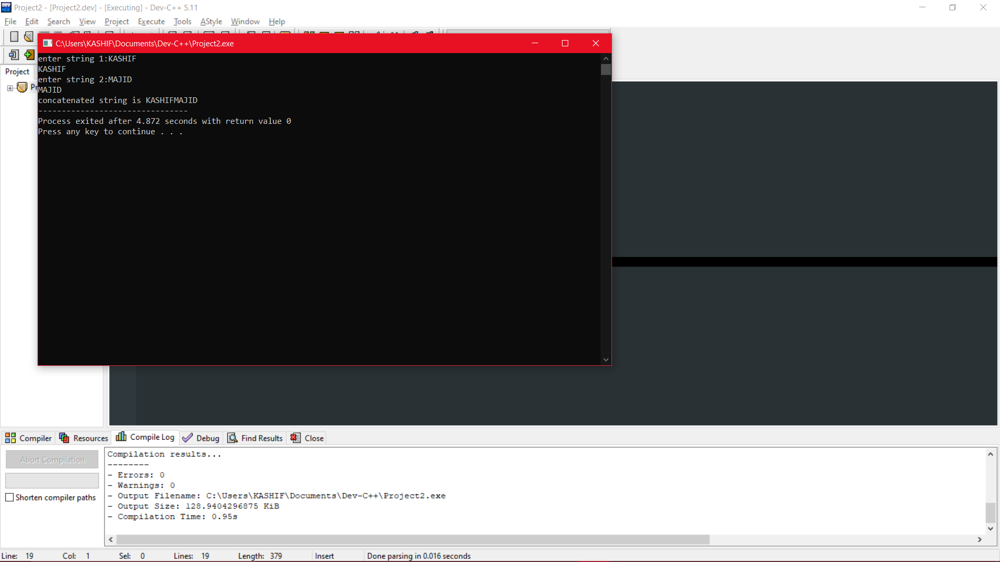 Project2 - [Project2.dev] - [Executing] - Dev-C++ 5.11
File Edit Search View Project Execute Tools AStyle Window Help
C:\Users\KASHIF\Documents\Dev-C++\Project2.exe
enter string 1:KASHIF
KASHIF
enter string 2:MAJID
MAJID
concatenated string is KASHIFMAJID
--------------------------------
Process exited after 4.872 seconds with return value 0
Press any key to continue . . .
Project
Compiler Resources Compile Log Debug Find Results Close
Abort Compilation
Shorten compiler paths
Compilation results...
--------
- Errors: 0
- Warnings: 0
- Output Filename: C:\Users\KASHIF\Documents\Dev-C++\Project2.exe
- Output Size: 128.9404296875 KiB
- Compilation Time: 0.95s
Line: 19 Col: 1 Sel: 0 Lines: 19 Length: 379 Insert Done parsing in 0.016 seconds